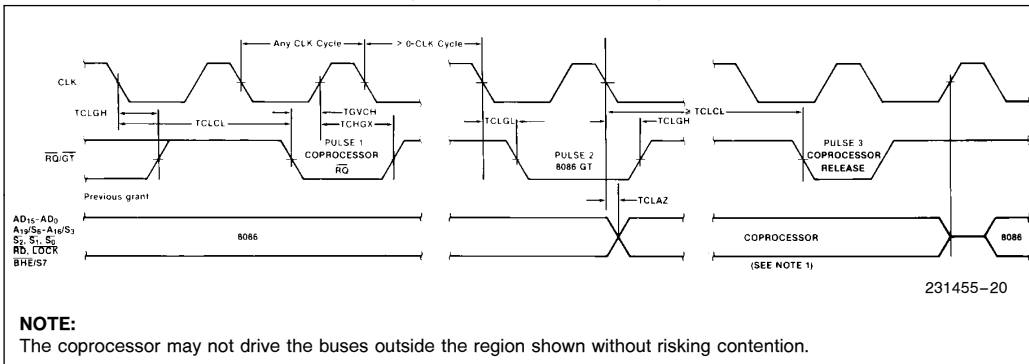 Any CLK Cycle
> 0-CLK Cycle
CLK
TCLGH
TCLCL
TGVCH
TCHGX
TCLGL
TCLGH
≥ TCLCL
RQ/GT
PULSE 1
COPROCESSOR
RQ
PULSE 2
8086 GT
PULSE 3
COPROCESSOR
RELEASE
Previous grant
TCLAZ
AD15-AD0
A19/S6-A16/S3
S2, S1, S0
RD, LOCK
BHE/S7
8086
COPROCESSOR
8086
(SEE NOTE 1)
231455–20
NOTE:
The coprocessor may not drive the buses outside the region shown without risking contention.